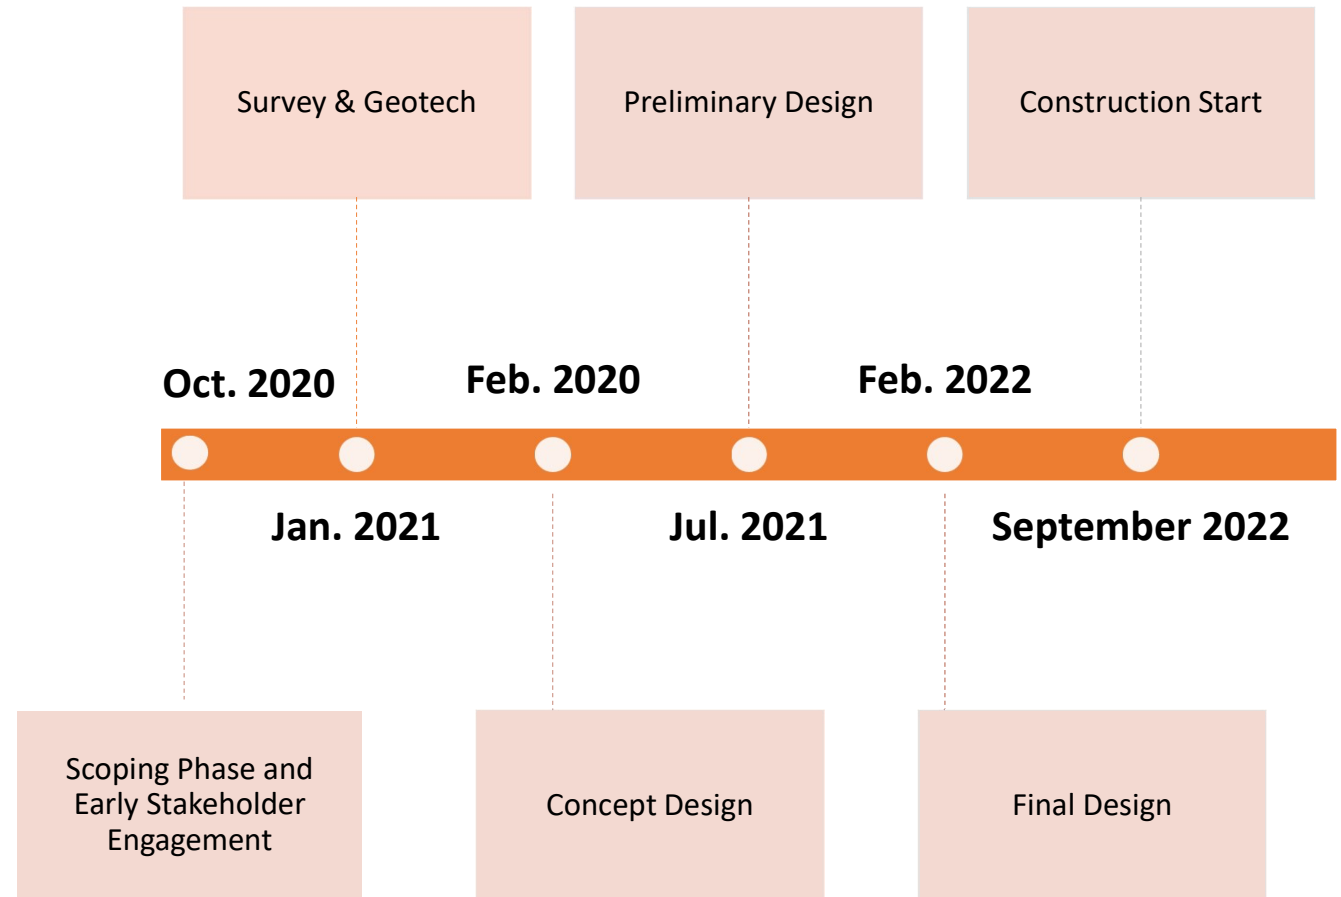 Survey & Geotech
Preliminary Design
Construction Start
Oct. 2020
Feb. 2020
Feb. 2022
Jan. 2021
Jul. 2021
September 2022
Scoping Phase and
Early Stakeholder
Engagement
Concept Design
Final Design